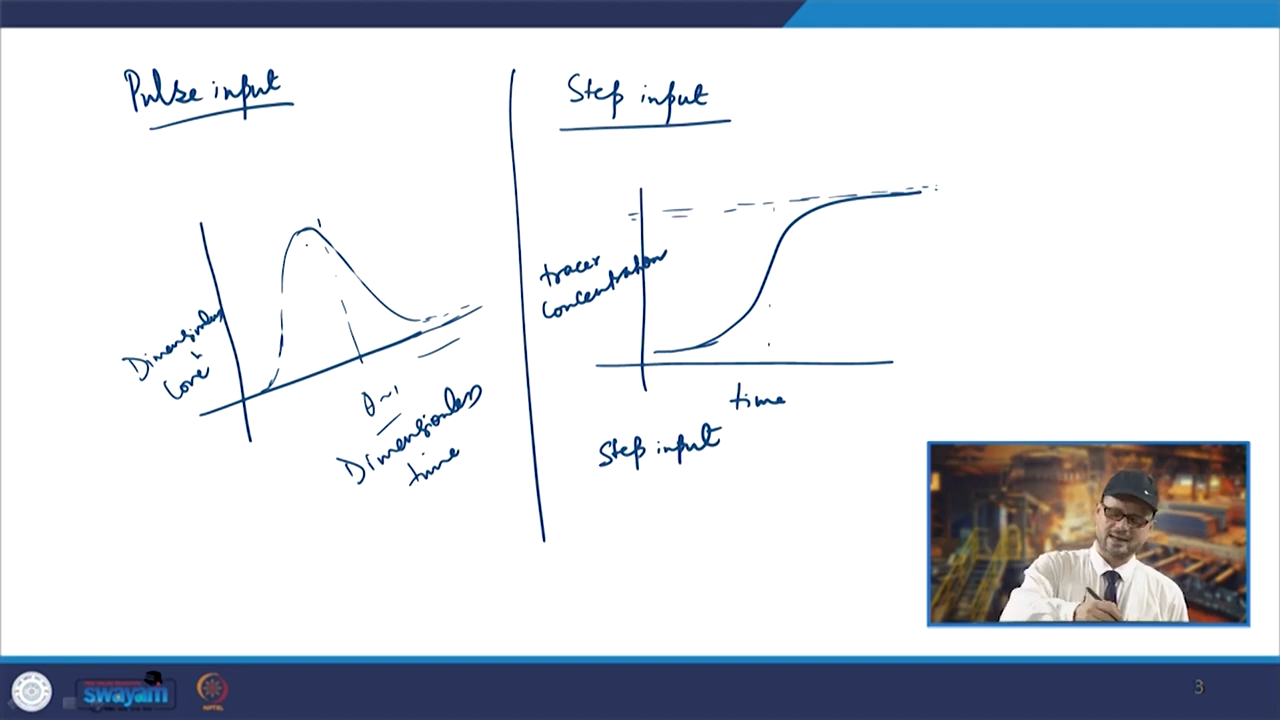 Pulse input
Dimensionless
Conc
θ~1
Dimensionless
time
Step input
tracer
concentration
time
Step input
swayam
3